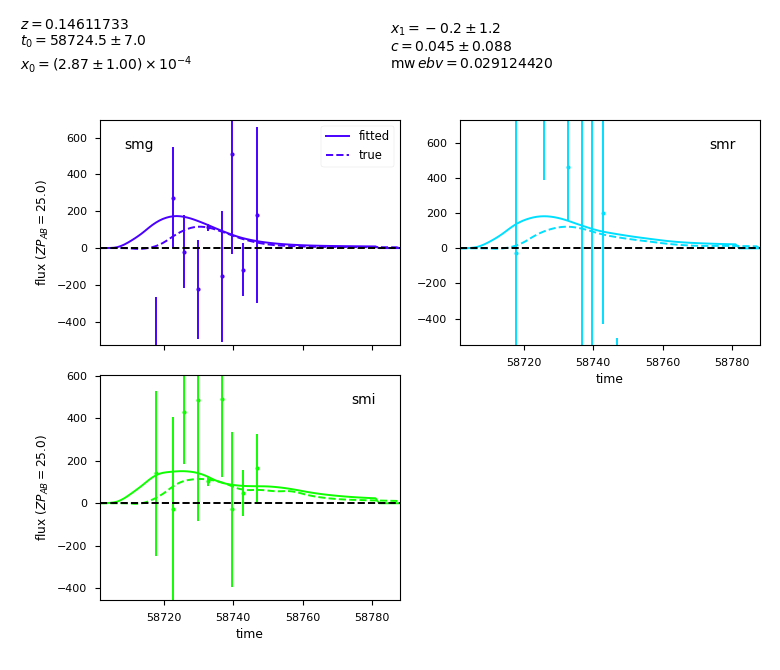 z = 0.14611733
t₀ = 58724.5 ± 7.0
x₀ = (2.87 ± 1.00) × 10⁻⁴
x₁ = −0.2 ± 1.2
c = 0.045 ± 0.088
mw ebv = 0.029124420
smg
fitted
true
600
400
200
0
−200
−400
flux (ZP_AB = 25.0)
smr
600
400
200
0
−200
−400
58720 58740 58760 58780
time
smi
600
400
200
0
−200
−400
flux (ZP_AB = 25.0)
58720 58740 58760 58780
time